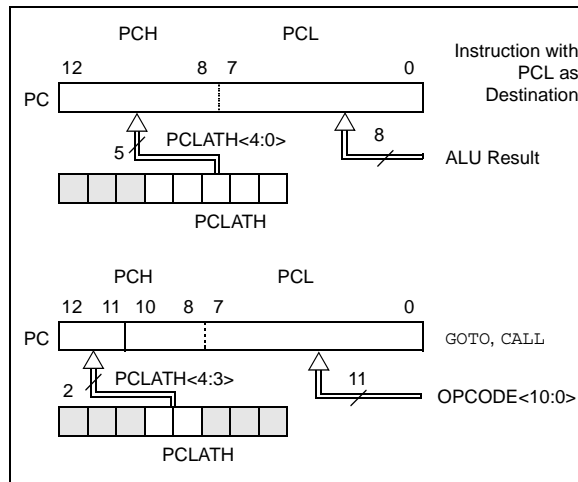 PCH PCL
12 8 7 0
Instruction with
PCL as
Destination
PC
5 PCLATH<4:0> 8
ALU Result
PCLATH
PCH PCL
12 11 10 8 7 0
PC
GOTO, CALL
2 PCLATH<4:3> 11
OPCODE<10:0>
PCLATH